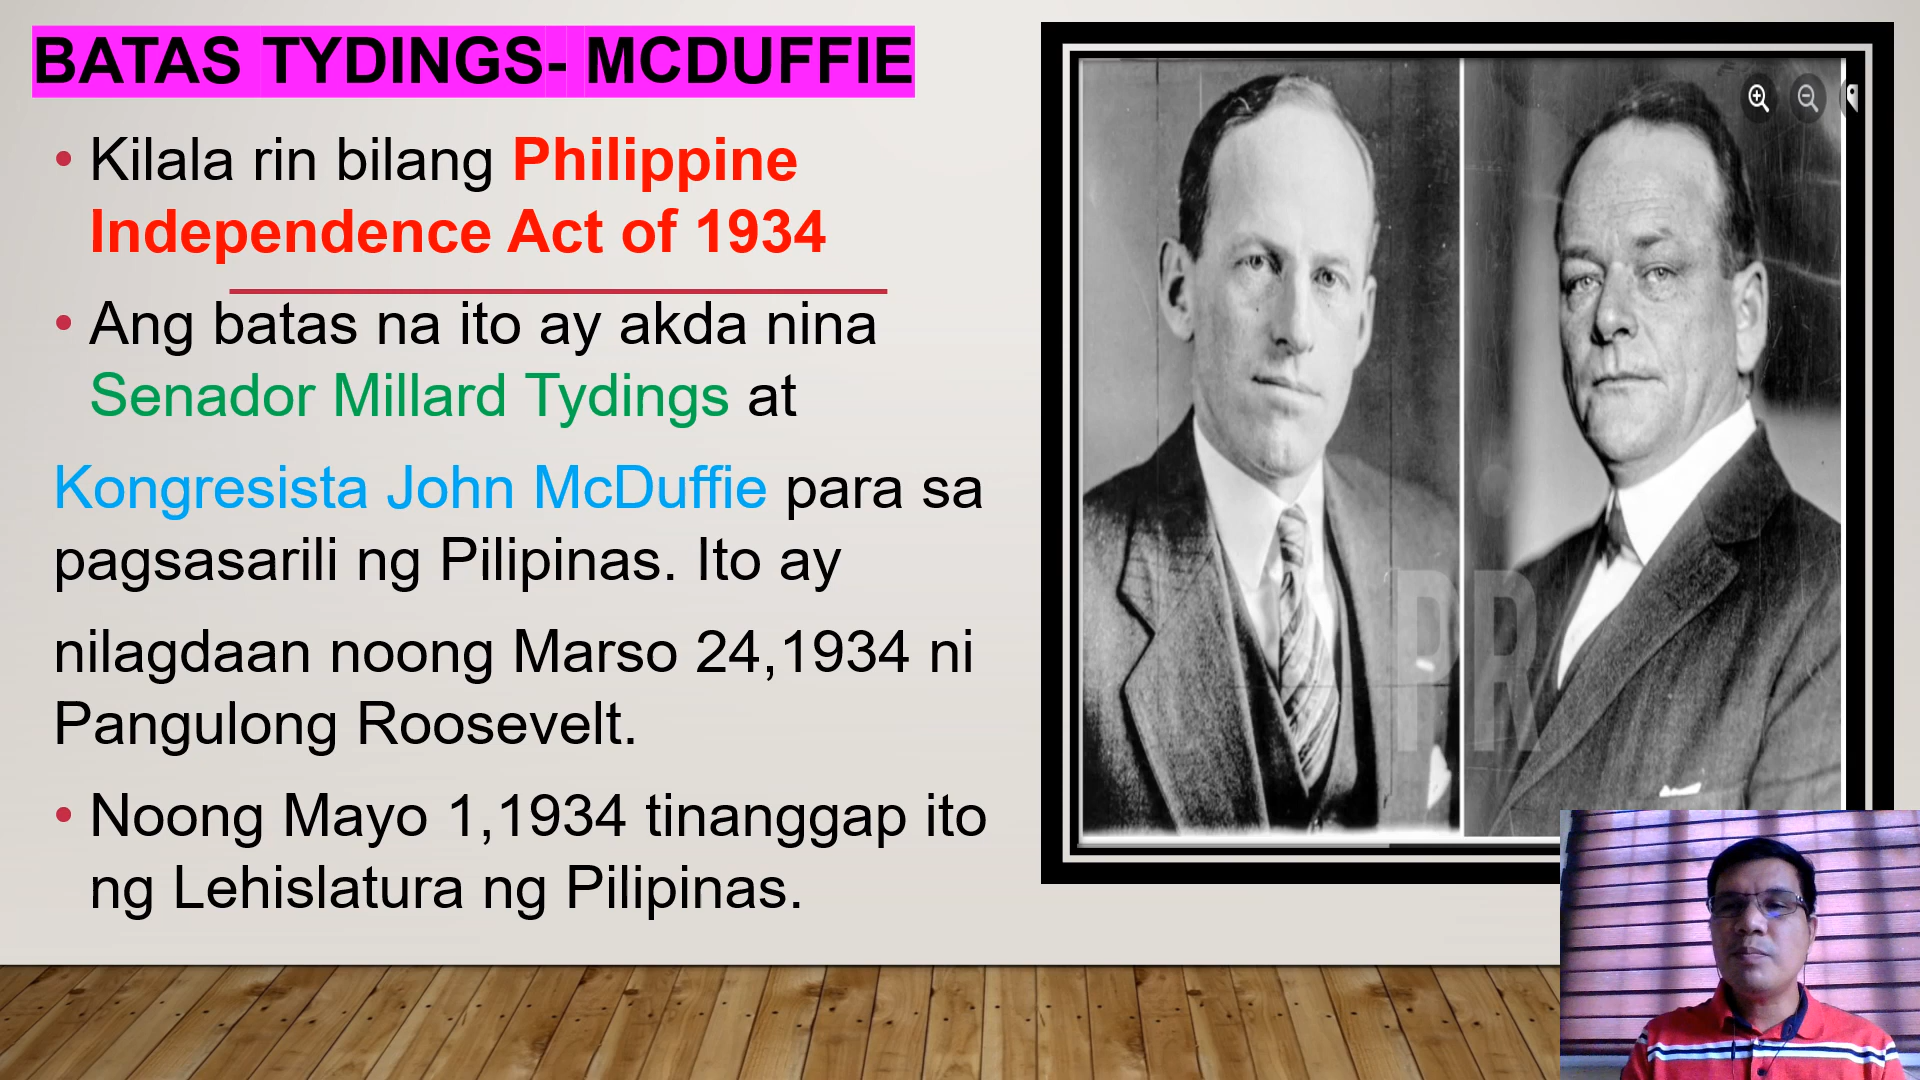 BATAS TYDINGS- MCDUFFIE
• Kilala rin bilang Philippine
Independence Act of 1934
• Ang batas na ito ay akda nina
Senador Millard Tydings at
Kongresista John McDuffie para sa
pagsasarili ng Pilipinas. Ito ay
nilagdaan noong Marso 24,1934 ni
Pangulong Roosevelt.
• Noong Mayo 1,1934 tinanggap ito
ng Lehislatura ng Pilipinas.
PR